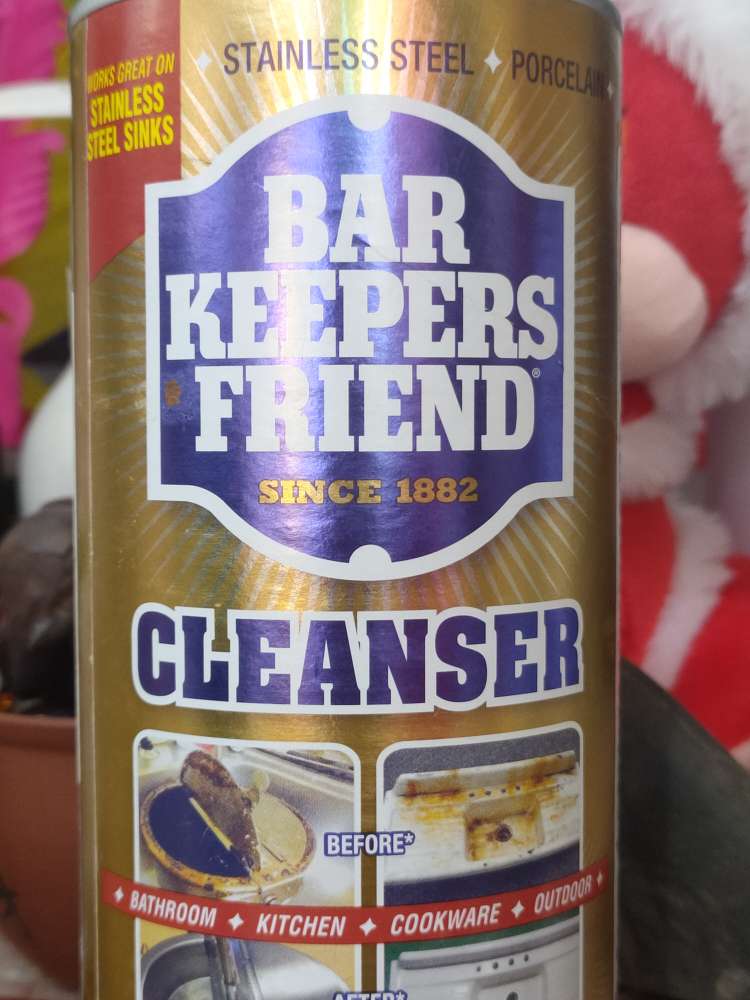 WORKS GREAT ON
STAINLESS
STEEL SINKS
STAINLESS STEEL ✦ PORCELAIN
BAR
KEEPERS
FRIEND®
SINCE 1882
CLEANSER
BEFORE*
✦ BATHROOM ✦ KITCHEN ✦ COOKWARE ✦ OUTDOOR ✦
AFTER*